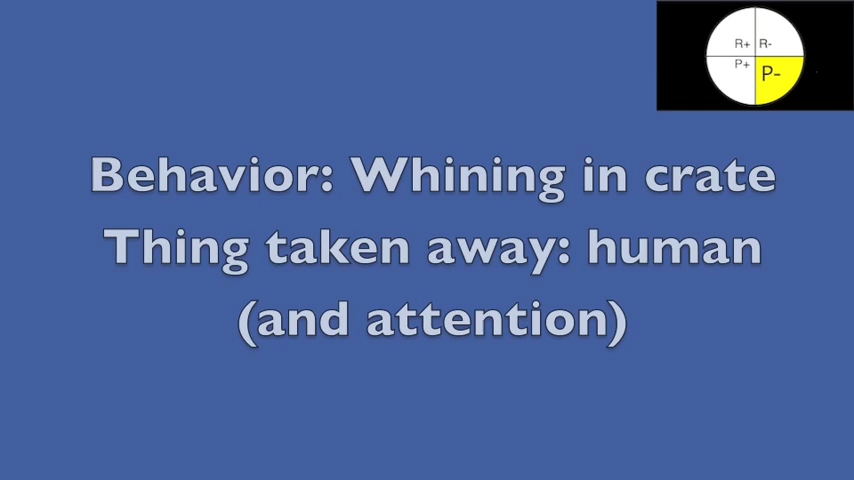 R+ R-
P+ P-
Behavior: Whining in crate
Thing taken away: human
(and attention)